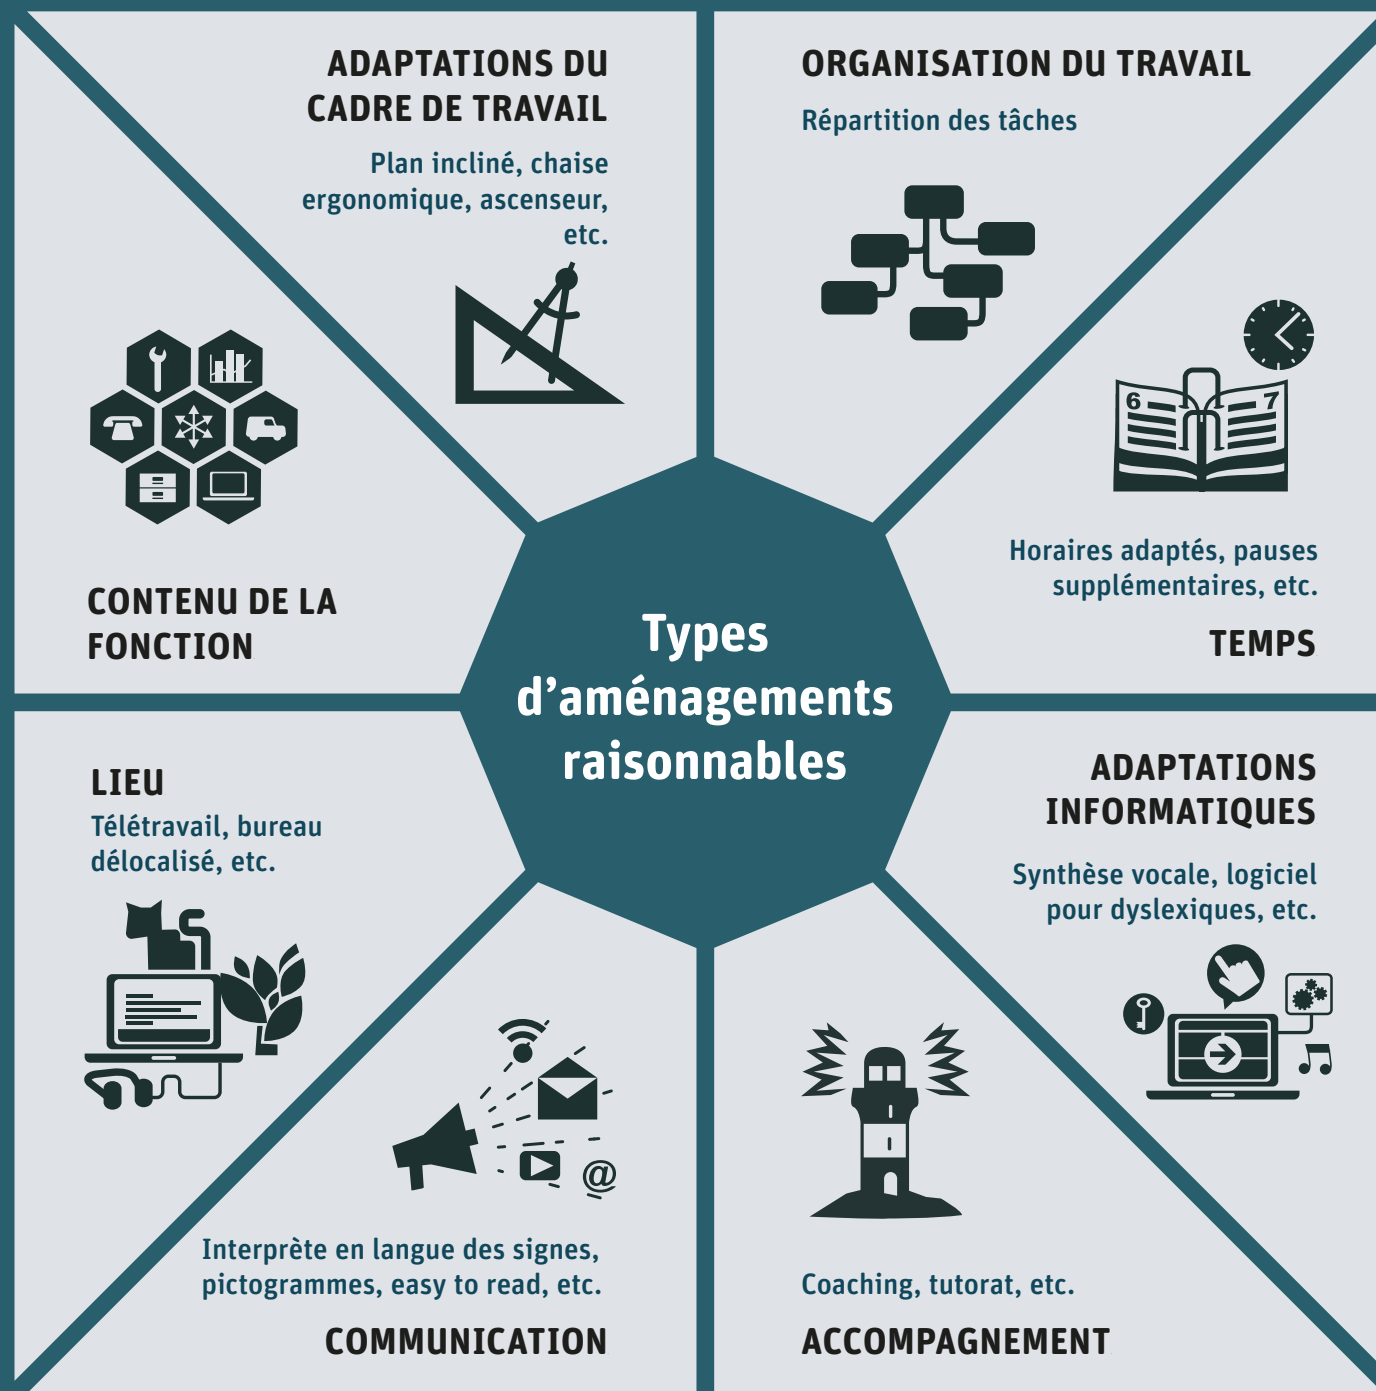 ADAPTATIONS DU
CADRE DE TRAVAIL
Plan incliné, chaise
ergonomique, ascenseur,
etc.
ORGANISATION DU TRAVAIL
Répartition des tâches
6
7
Horaires adaptés, pauses
supplémentaires, etc.
TEMPS
CONTENU DE LA
FONCTION
Types
d’aménagements
raisonnables
LIEU
Télétravail, bureau
délocalisé, etc.
ADAPTATIONS
INFORMATIQUES
Synthèse vocale, logiciel
pour dyslexiques, etc.
@
Interprète en langue des signes,
pictogrammes, easy to read, etc.
COMMUNICATION
Coaching, tutorat, etc.
ACCOMPAGNEMENT